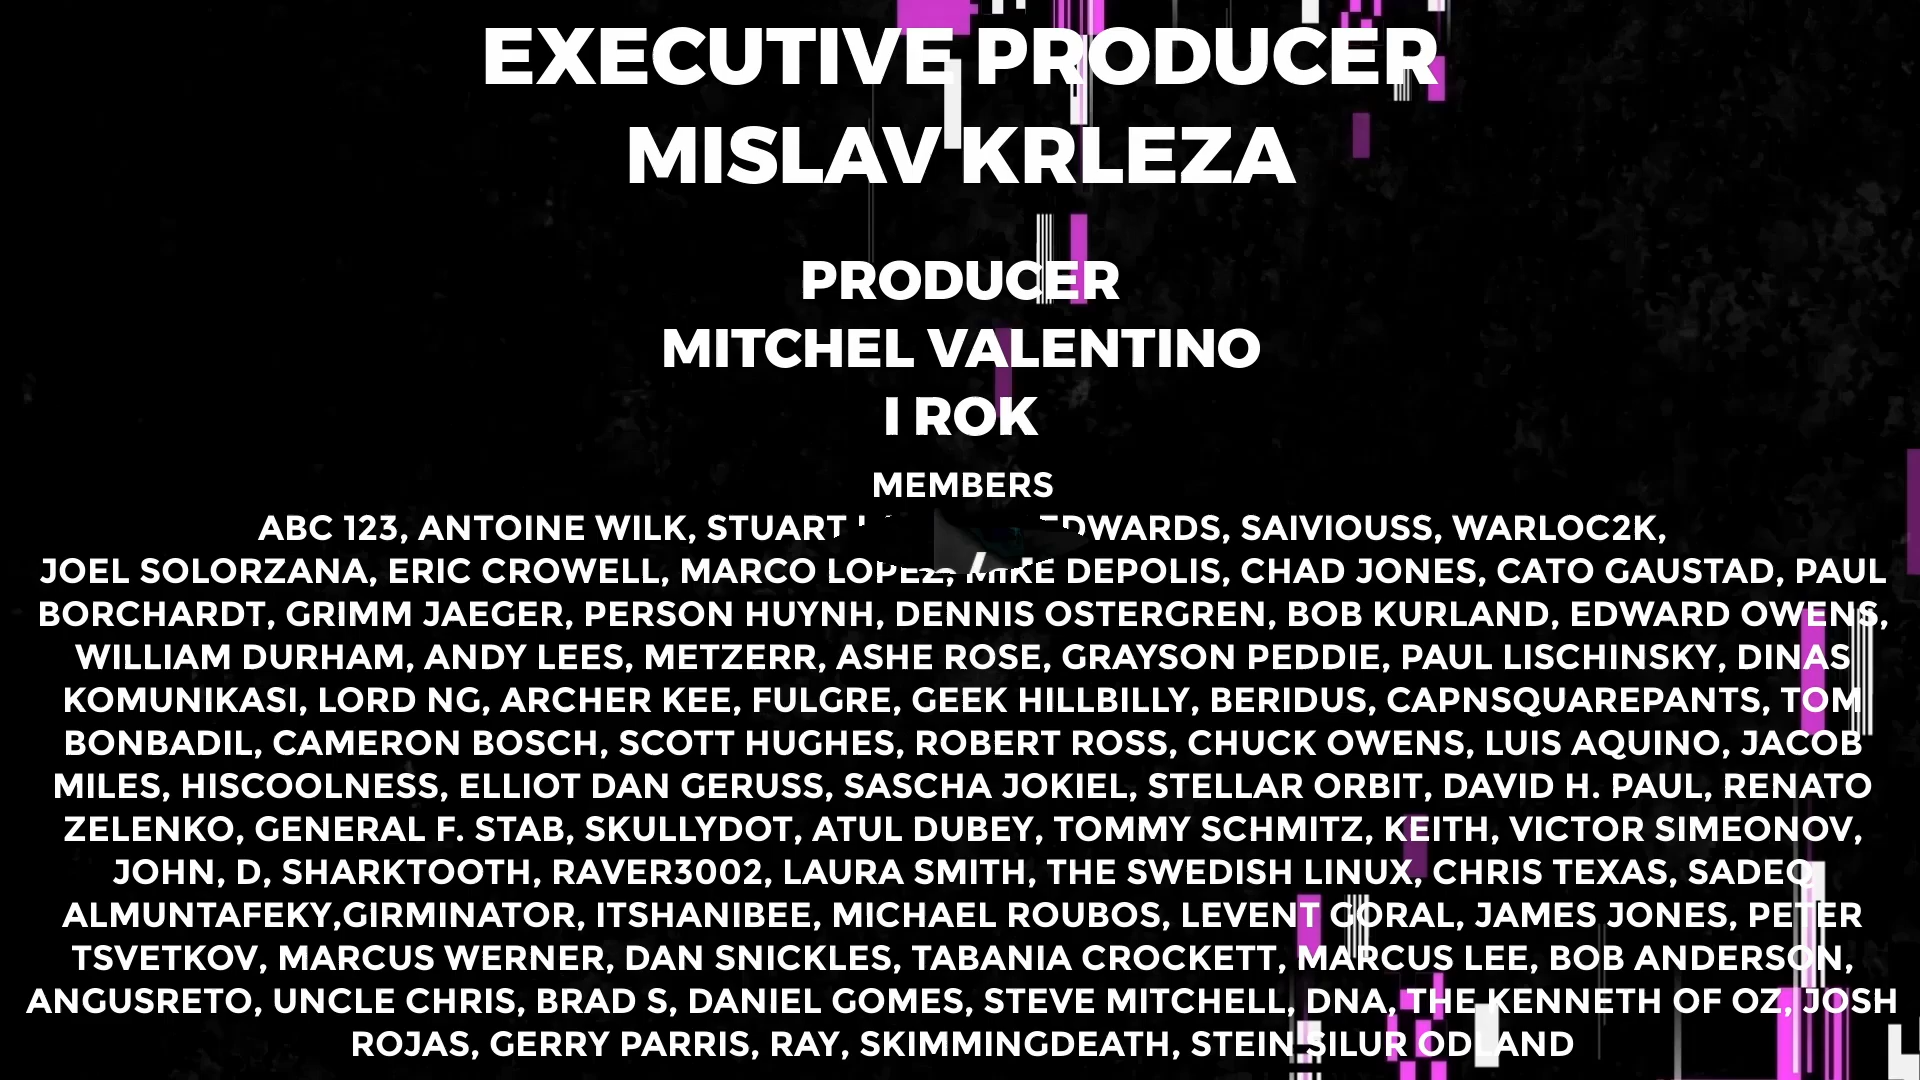 EXECUTIVE PRODUCER
MISLAV KRLEZA
PRODUCER
MITCHEL VALENTINO
I ROK
MEMBERS
ABC 123, ANTOINE WILK, STUART EDWARDS, SAIVIOUSS, WARLOC2K,
JOEL SOLORZANA, ERIC CROWELL, MARCO LOPEZ, MIKE DEPOLIS, CHAD JONES, CATO GAUSTAD, PAUL
BORCHARDT, GRIMM JAEGER, PERSON HUYNH, DENNIS OSTERGREN, BOB KURLAND, EDWARD OWENS,
WILLIAM DURHAM, ANDY LEES, METZERR, ASHE ROSE, GRAYSON PEDDIE, PAUL LISCHINSKY, DINAS
KOMUNIKASI, LORD NG, ARCHER KEE, FULGRE, GEEK HILLBILLY, BERIDUS, CAPNSQUAREPANTS, TOM
BONBADIL, CAMERON BOSCH, SCOTT HUGHES, ROBERT ROSS, CHUCK OWENS, LUIS AQUINO, JACOB
MILES, HISCOOLNESS, ELLIOT DAN GERUSS, SASCHA JOKIEL, STELLAR ORBIT, DAVID H. PAUL, RENATO
ZELENKO, GENERAL F. STAB, SKULLYDOT, ATUL DUBEY, TOMMY SCHMITZ, KEITH, VICTOR SIMEONOV,
JOHN, D, SHARKTOOTH, RAVER3002, LAURA SMITH, THE SWEDISH LINUX, CHRIS TEXAS, SADEQ
ALMUNTAFEKY,GIRMINATOR, ITSHANIBEE, MICHAEL ROUBOS, LEVENT GORAL, JAMES JONES, PETER
TSVETKOV, MARCUS WERNER, DAN SNICKLES, TABANIA CROCKETT, MARCUS LEE, BOB ANDERSON,
ANGUSRETO, UNCLE CHRIS, BRAD S, DANIEL GOMES, STEVE MITCHELL, DNA, THE KENNETH OF OZ, JOSH
ROJAS, GERRY PARRIS, RAY, SKIMMINGDEATH, STEIN SILUR ODLAND